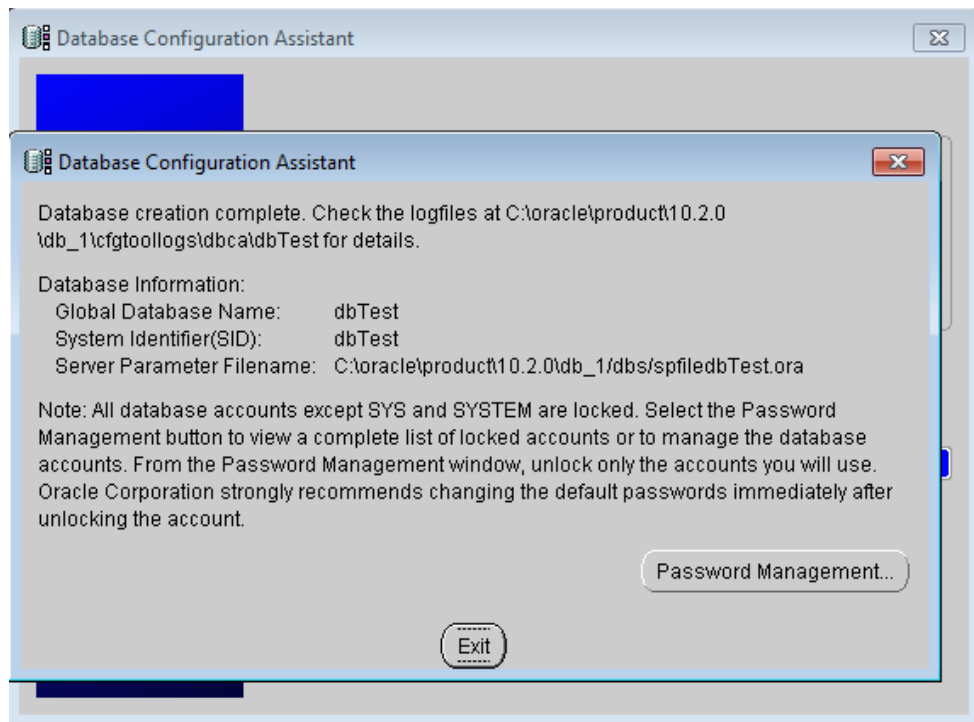 Database Configuration Assistant
Database Configuration Assistant
Database creation complete. Check the logfiles at C:\oracle\product\10.2.0
\db_1\cfgtoollogs\dbca\dbTest for details.
Database Information:
Global Database Name: dbTest
System Identifier(SID): dbTest
Server Parameter Filename: C:\oracle\product\10.2.0\db_1/dbs/spfiledbTest.ora
Note: All database accounts except SYS and SYSTEM are locked. Select the Password
Management button to view a complete list of locked accounts or to manage the database
accounts. From the Password Management window, unlock only the accounts you will use.
Oracle Corporation strongly recommends changing the default passwords immediately after
unlocking the account.
Password Management...
Exit